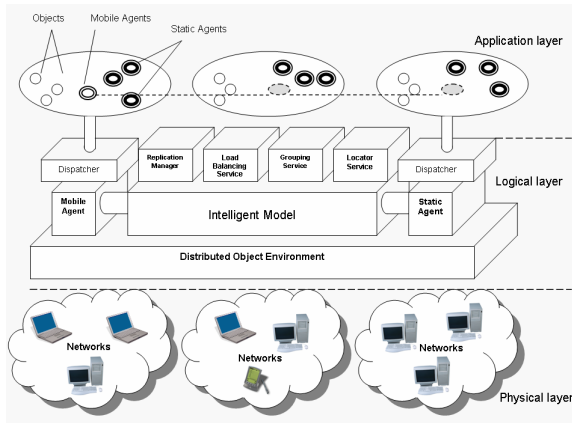 Objects
Mobile Agents
Static Agents
Application layer
Dispatcher
Replication
Manager
Load
Balancing
Service
Grouping
Service
Locator
Service
Dispatcher
Logical layer
Mobile
Agent
Intelligent Model
Static
Agent
Distributed Object Environment
Networks
Networks
Networks
Physical layer